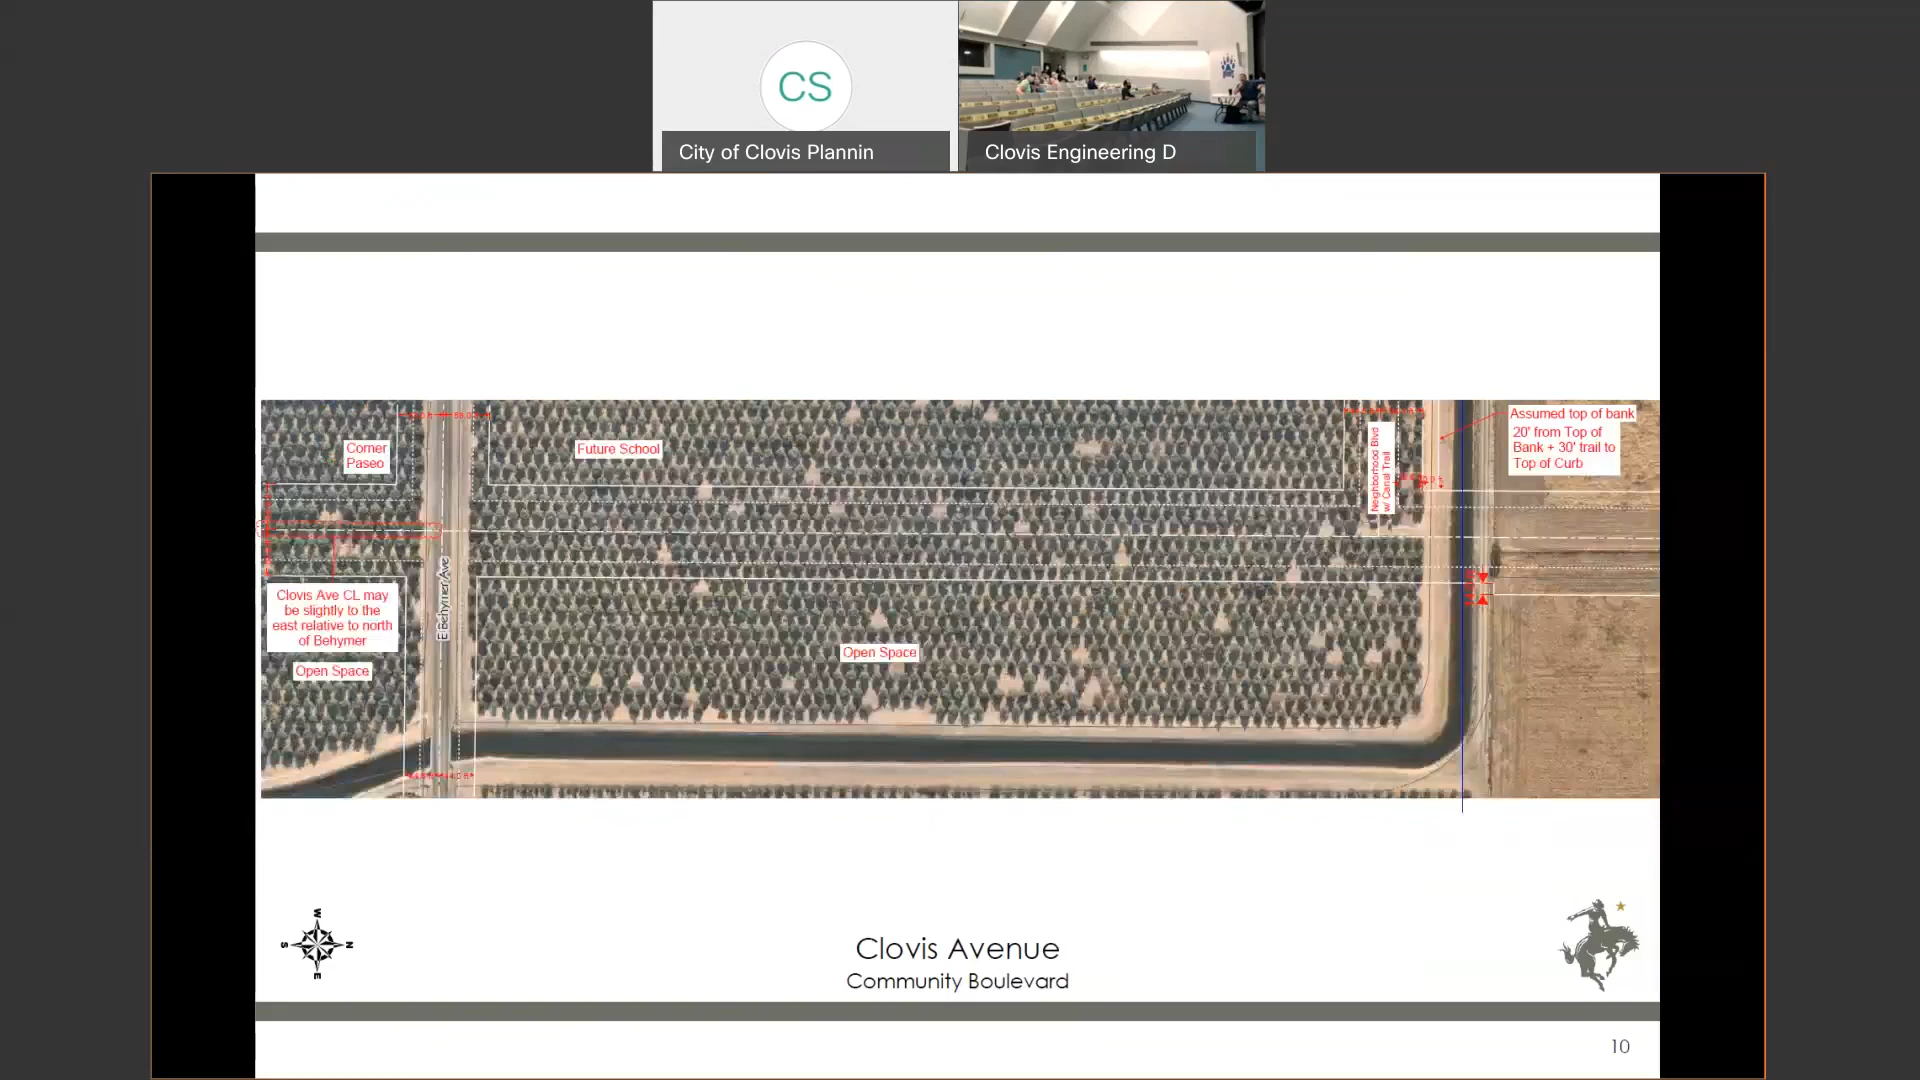 CS
City of Clovis Plannin
Clovis Engineering D
Corner
Paseo
Future School
Neighborhood Blvd
w/ Canal Trail
Assumed top of bank
20' from Top of
Bank + 30' trail to
Top of Curb
E Behymer Ave
Clovis Ave CL may
be slightly to the
east relative to north
of Behymer
Open Space
Open Space
W
S
N
E
Clovis Avenue
Community Boulevard
10